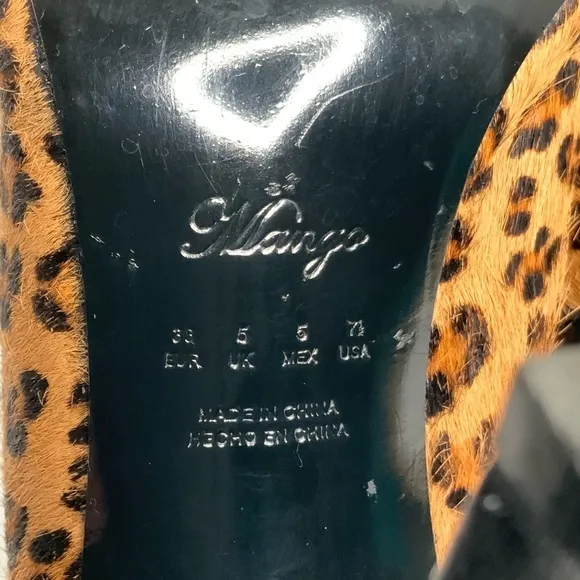 Mango
38 5 5 7½
EUR UK MEX USA
MADE IN CHINA
HECHO EN CHINA